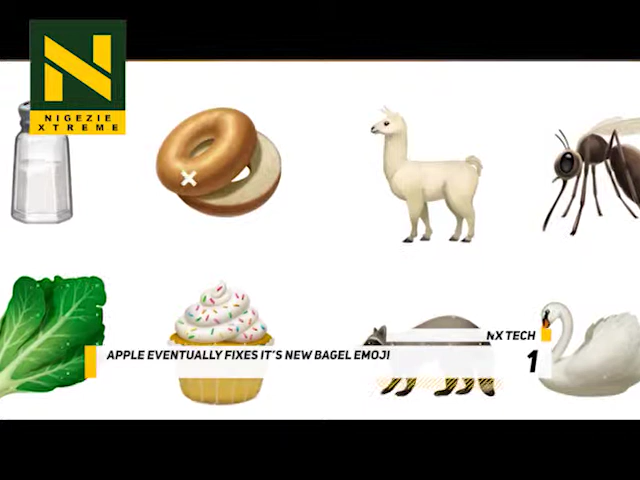 N
NIGEZIE
XTREME
NX TECH
APPLE EVENTUALLY FIXES IT'S NEW BAGEL EMOJI
1